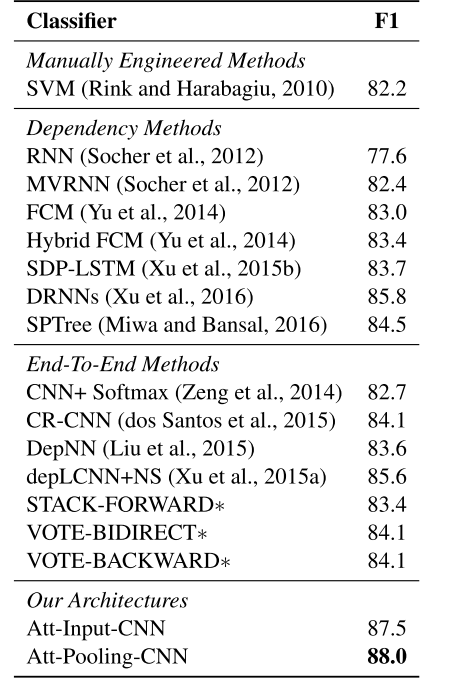 Classifier F1
Manually Engineered Methods
SVM (Rink and Harabagiu, 2010) 82.2
Dependency Methods
RNN (Socher et al., 2012) 77.6
MVRNN (Socher et al., 2012) 82.4
FCM (Yu et al., 2014) 83.0
Hybrid FCM (Yu et al., 2014) 83.4
SDP-LSTM (Xu et al., 2015b) 83.7
DRNNs (Xu et al., 2016) 85.8
SPTree (Miwa and Bansal, 2016) 84.5
End-To-End Methods
CNN+ Softmax (Zeng et al., 2014) 82.7
CR-CNN (dos Santos et al., 2015) 84.1
DepNN (Liu et al., 2015) 83.6
depLCNN+NS (Xu et al., 2015a) 85.6
STACK-FORWARD∗ 83.4
VOTE-BIDIRECT∗ 84.1
VOTE-BACKWARD∗ 84.1
Our Architectures
Att-Input-CNN 87.5
Att-Pooling-CNN 88.0